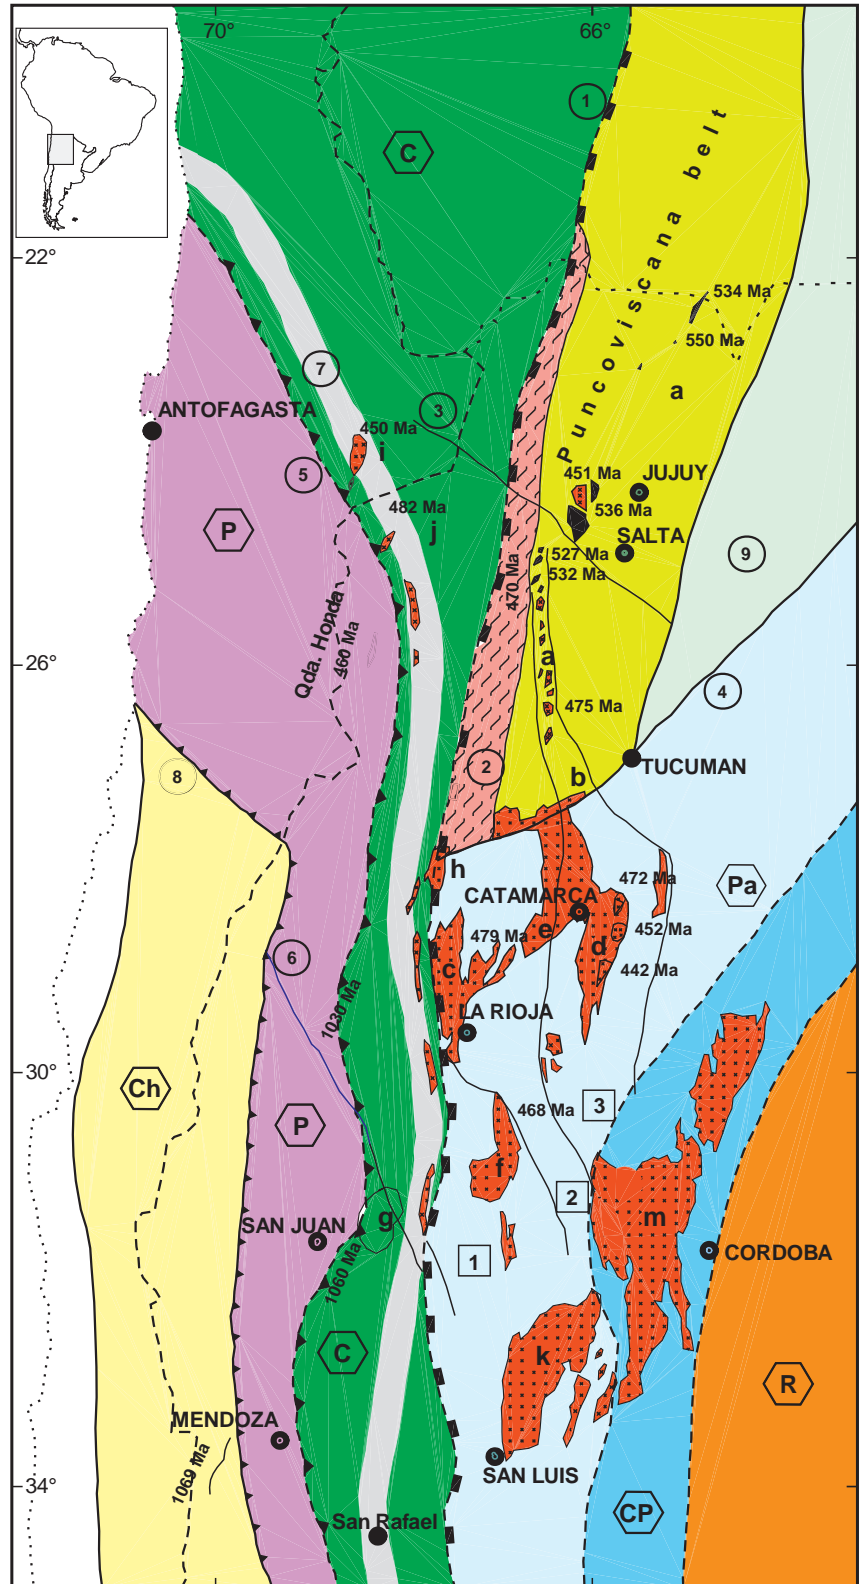 70°
66°
1
C
Puncoviscana belt
22°
534 Ma
550 Ma
7
a
3
ANTOFAGASTA
450 Ma
i
5
451 Ma
JUJUY
482 Ma
536 Ma
P
j
SALTA
527 Ma
9
532 Ma
470 Ma
Qda. Honda
460 Ma
a
26°
4
475 Ma
2
TUCUMAN
8
b
h
472 Ma
Pa
CATAMARCA
452 Ma
479 Ma
e
d
6
c
442 Ma
1030 Ma
LA RIOJA
30°
Ch
468 Ma
3
P
f
2
g
m
SAN JUAN
1
CORDOBA
1060 Ma
C
k
R
MENDOZA
1069 Ma
SAN LUIS
34°
CP
San Rafael